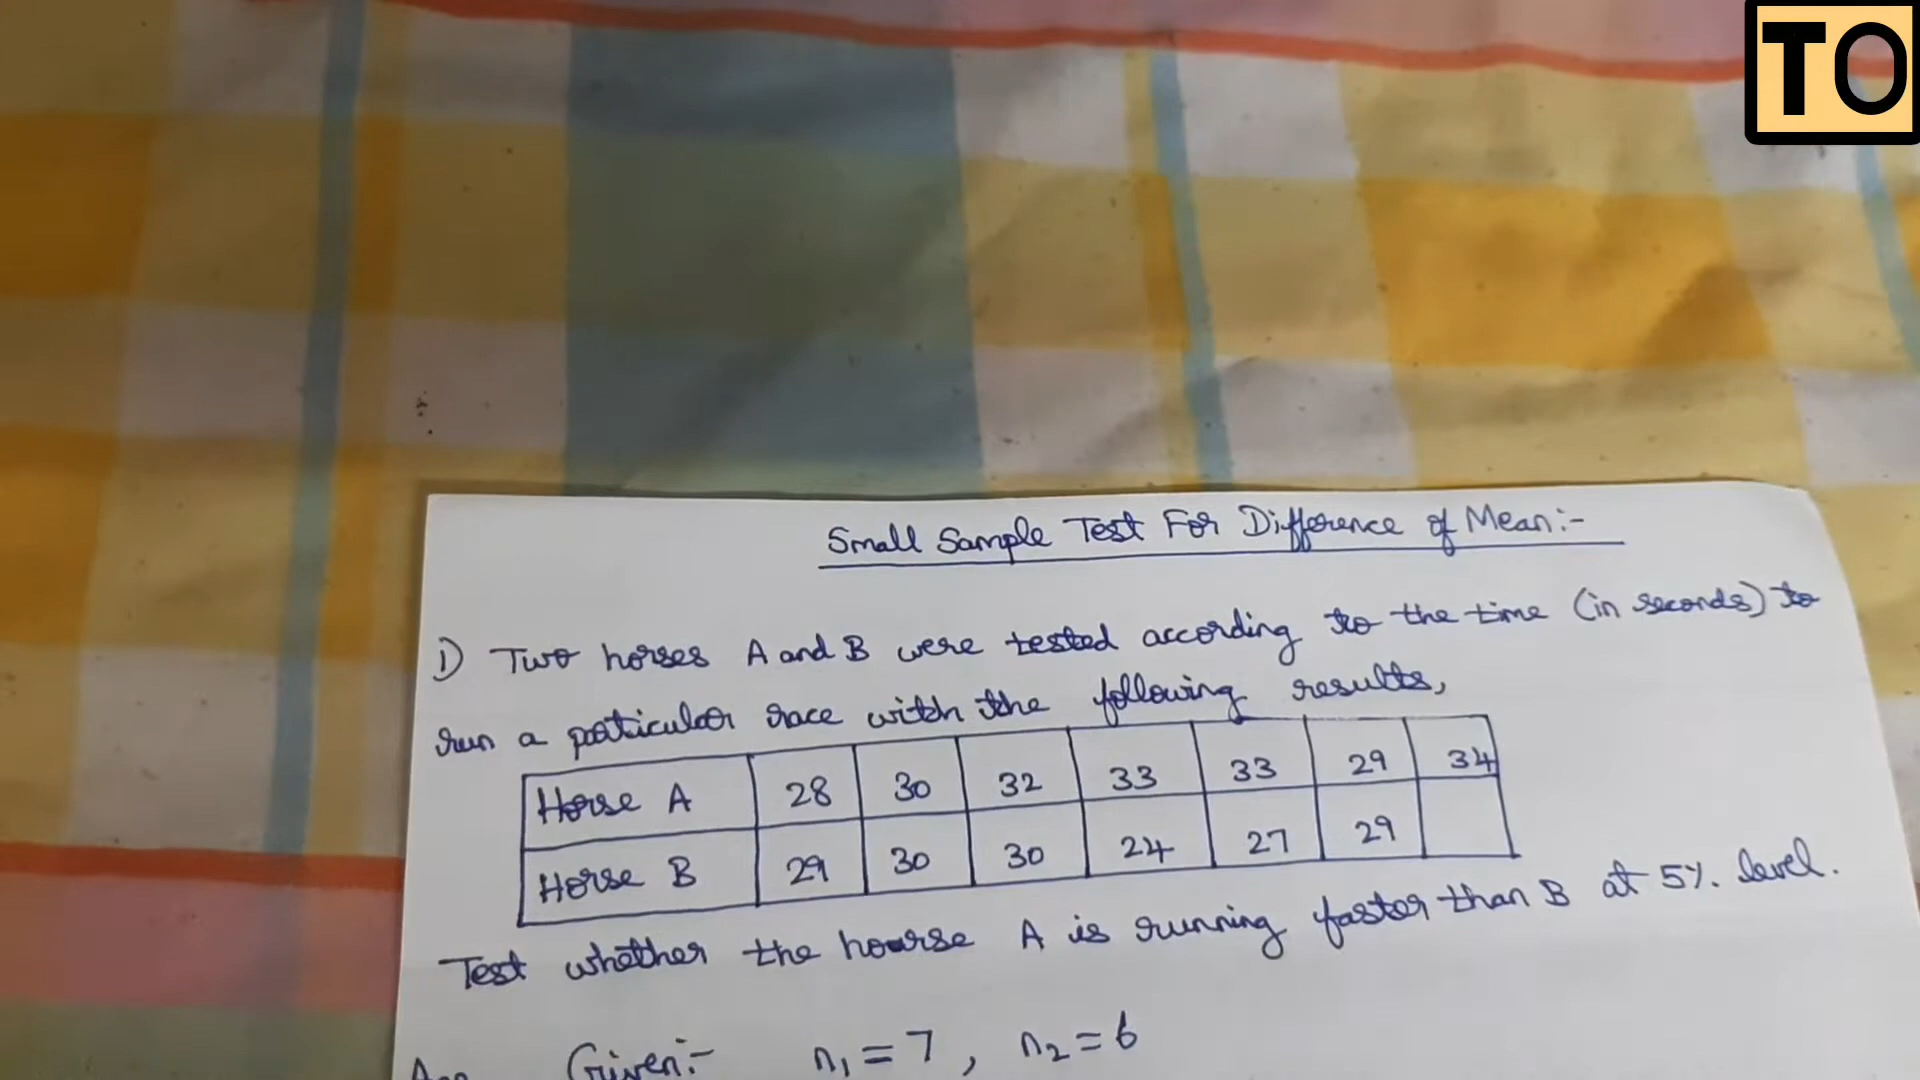 TO
Small Sample Test For Difference of Mean:-
1) Two horses A and B were tested according to the time (in seconds) to
run a paticular race with the following results,
Horse A 28 30 32 33 33 29 34
Horse B 29 30 30 24 27 29
Test whether the hourse A is running faster than B at 5%. level.
Given:- n₁ = 7, n₂ = 6